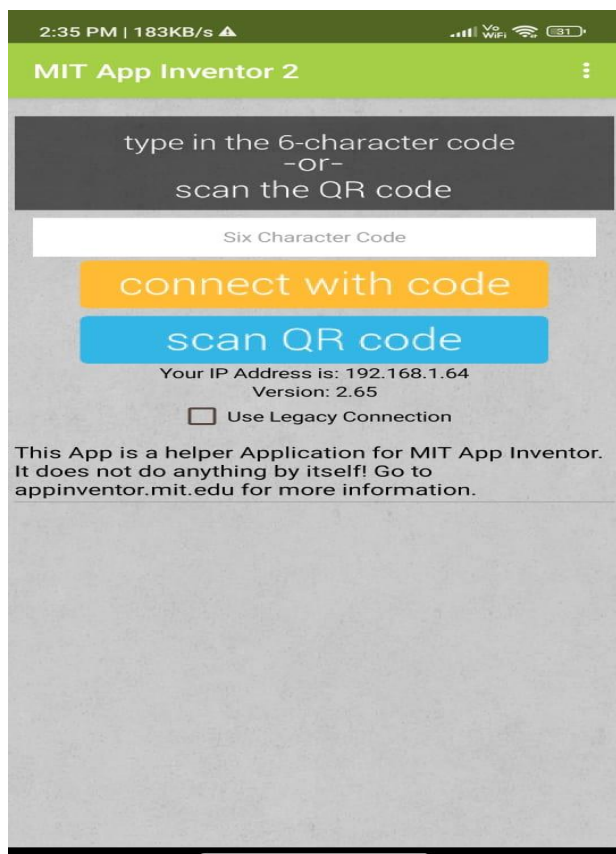 2:35 PM | 183KB/s Vo WiFi 31
MIT App Inventor 2
type in the 6-character code
-or-
scan the QR code
Six Character Code
connect with code
scan QR code
Your IP Address is: 192.168.1.64
Version: 2.65
Use Legacy Connection
This App is a helper Application for MIT App Inventor.
It does not do anything by itself! Go to
appinventor.mit.edu for more information.